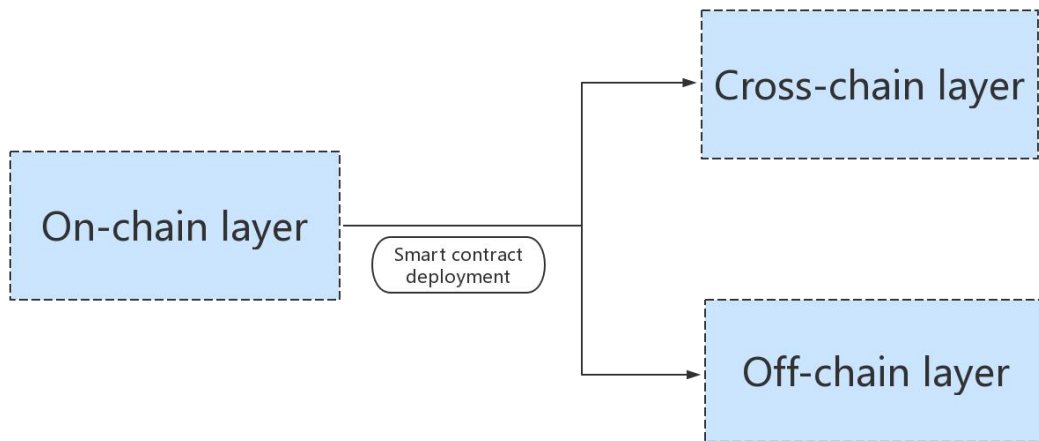 Cross-chain layer
On-chain layer
Smart contract
deployment
Off-chain layer